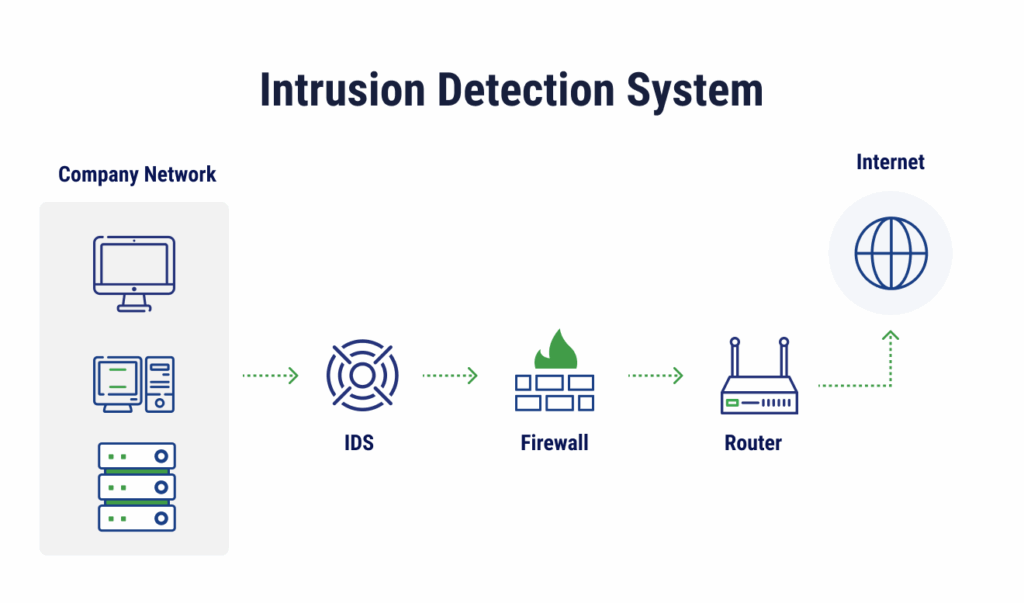 Intrusion Detection System
Company Network
Internet
IDS
Firewall
Router